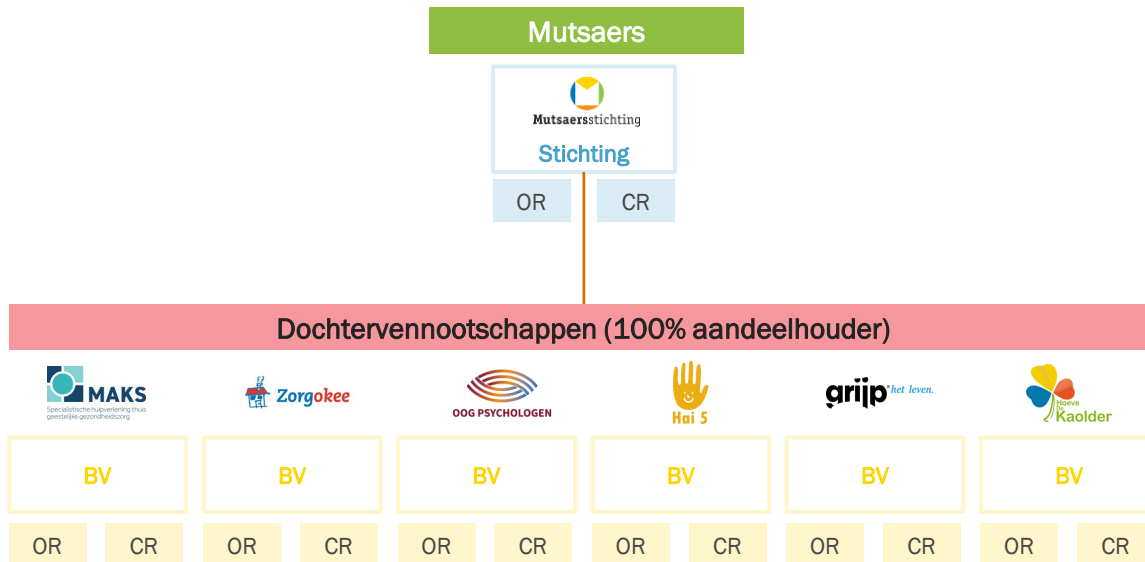 Mutsaers
Mutsaersstichting
Stichting
OR CR
Dochtervennootschappen (100% aandeelhouder)
MAKS
Specialistische hulpverlening thuis
geestelijke gezondheidszorg
Zorgokee
OOG PSYCHOLOGEN
Hai 5
grijp het leven.
Hoeve
De
Kaolder
BV BV BV BV BV BV
OR CR OR CR OR CR OR CR OR CR OR CR